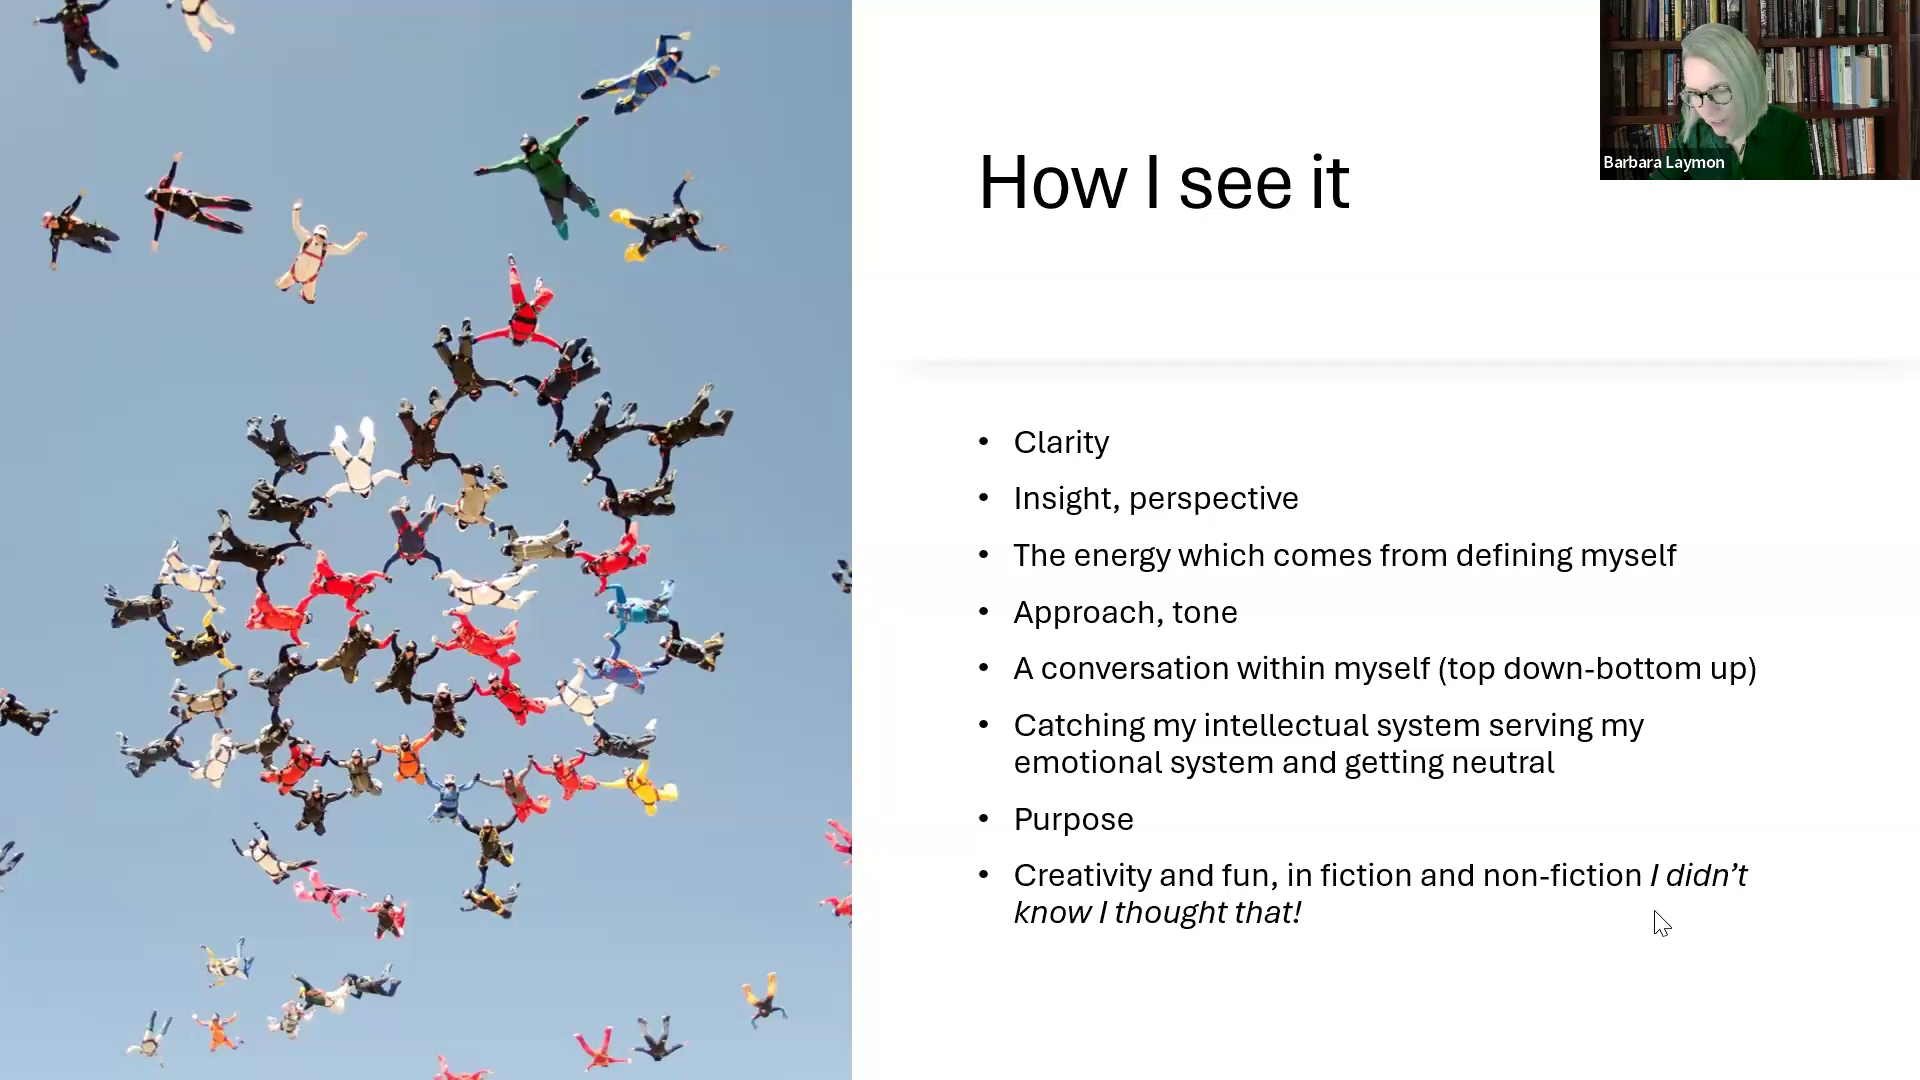 How I see it
Barbara Laymon
• Clarity
• Insight, perspective
• The energy which comes from defining myself
• Approach, tone
• A conversation within myself (top down-bottom up)
• Catching my intellectual system serving my
emotional system and getting neutral
• Purpose
• Creativity and fun, in fiction and non-fiction I didn’t
know I thought that!